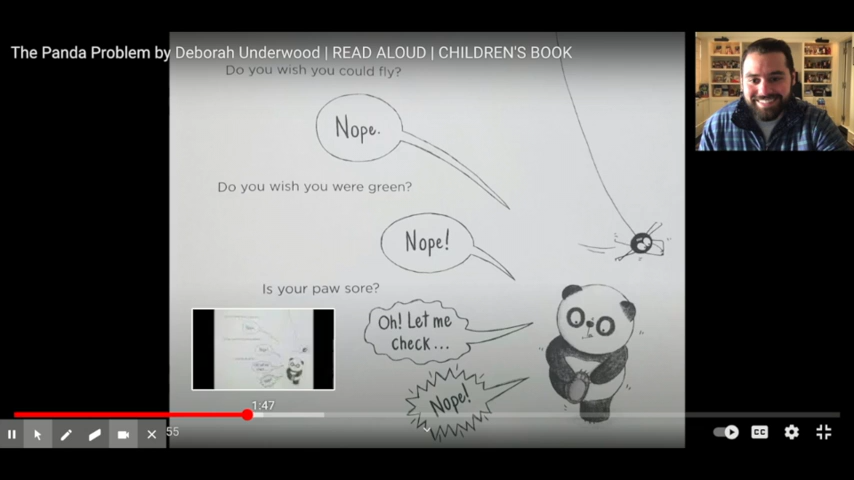 The Panda Problem by Deborah Underwood | READ ALOUD | CHILDREN'S BOOK
Do you wish you could fly?
Nope.
Do you wish you were green?
Nope!
Is your paw sore?
Oh! Let me
check...
Nope!
1:47
55
CC